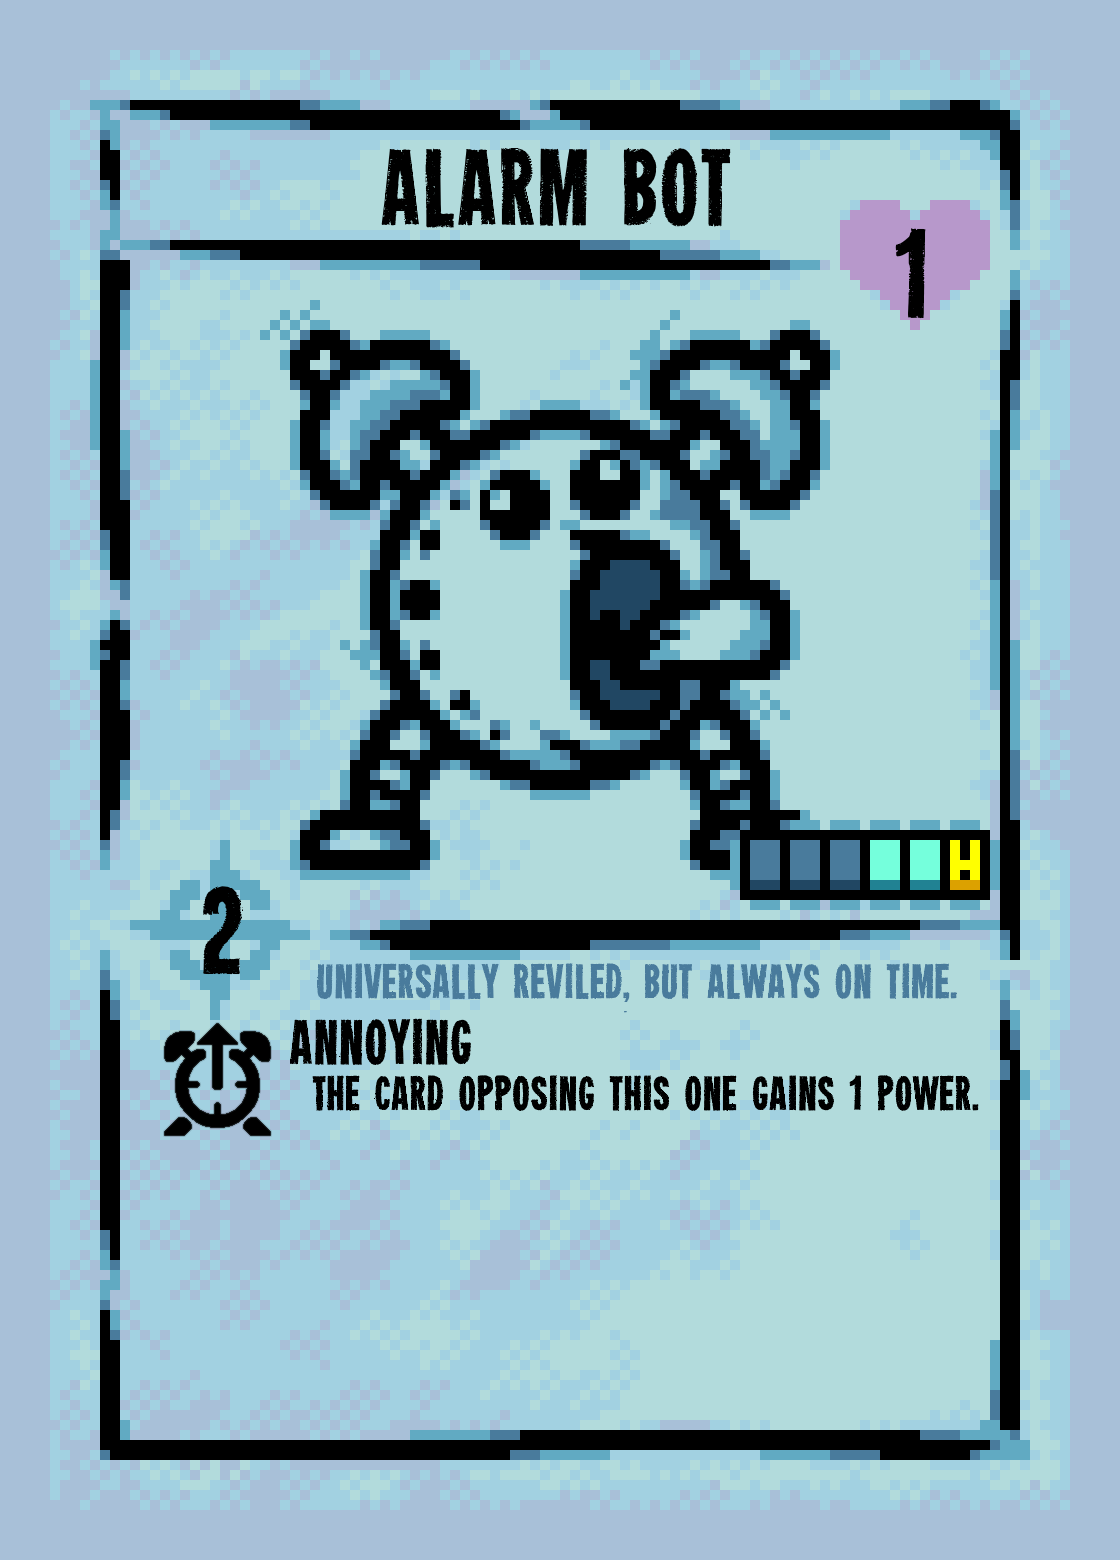 ALARM BOT
1
2
UNIVERSALLY REVILED, BUT ALWAYS ON TIME.
ANNOYING
THE CARD OPPOSING THIS ONE GAINS 1 POWER.